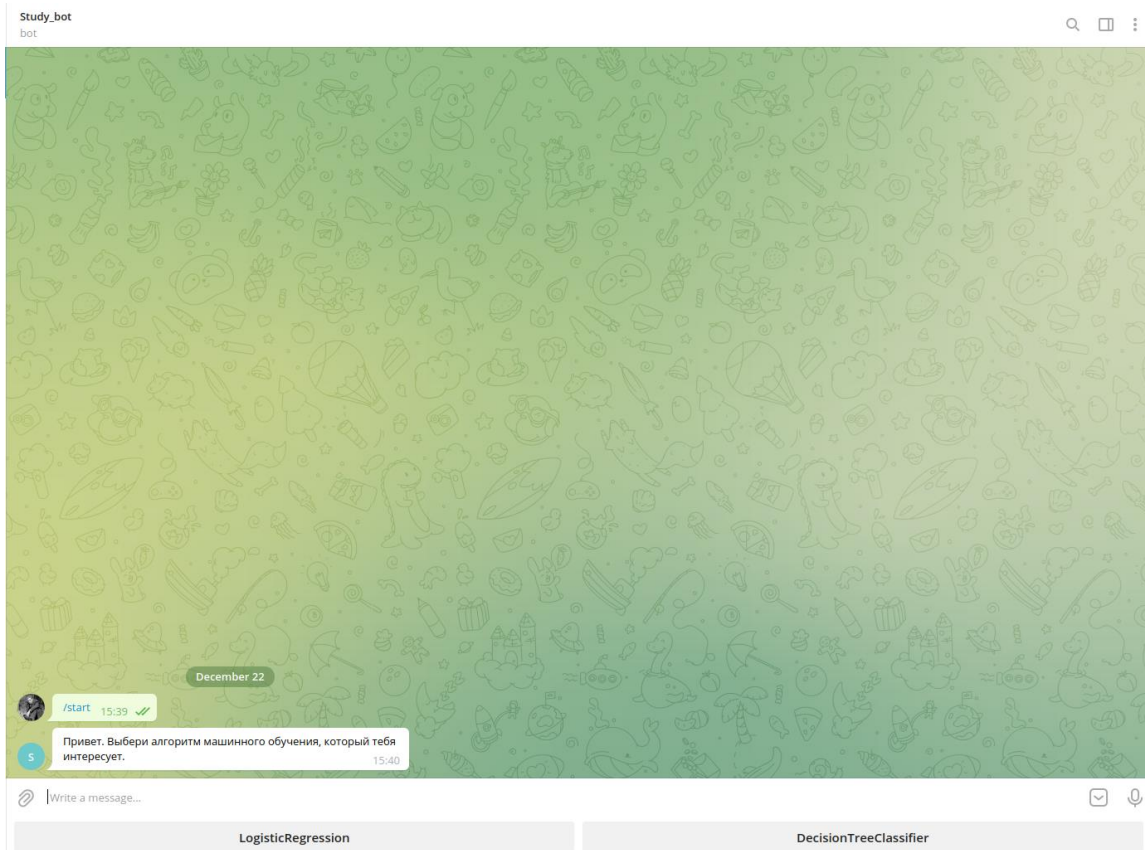 Study_bot
bot
December 22
/start 15:39
Привет. Выбери алгоритм машинного обучения, который тебя
интересует. 15:40
S
Write a message...
LogisticRegression DecisionTreeClassifier